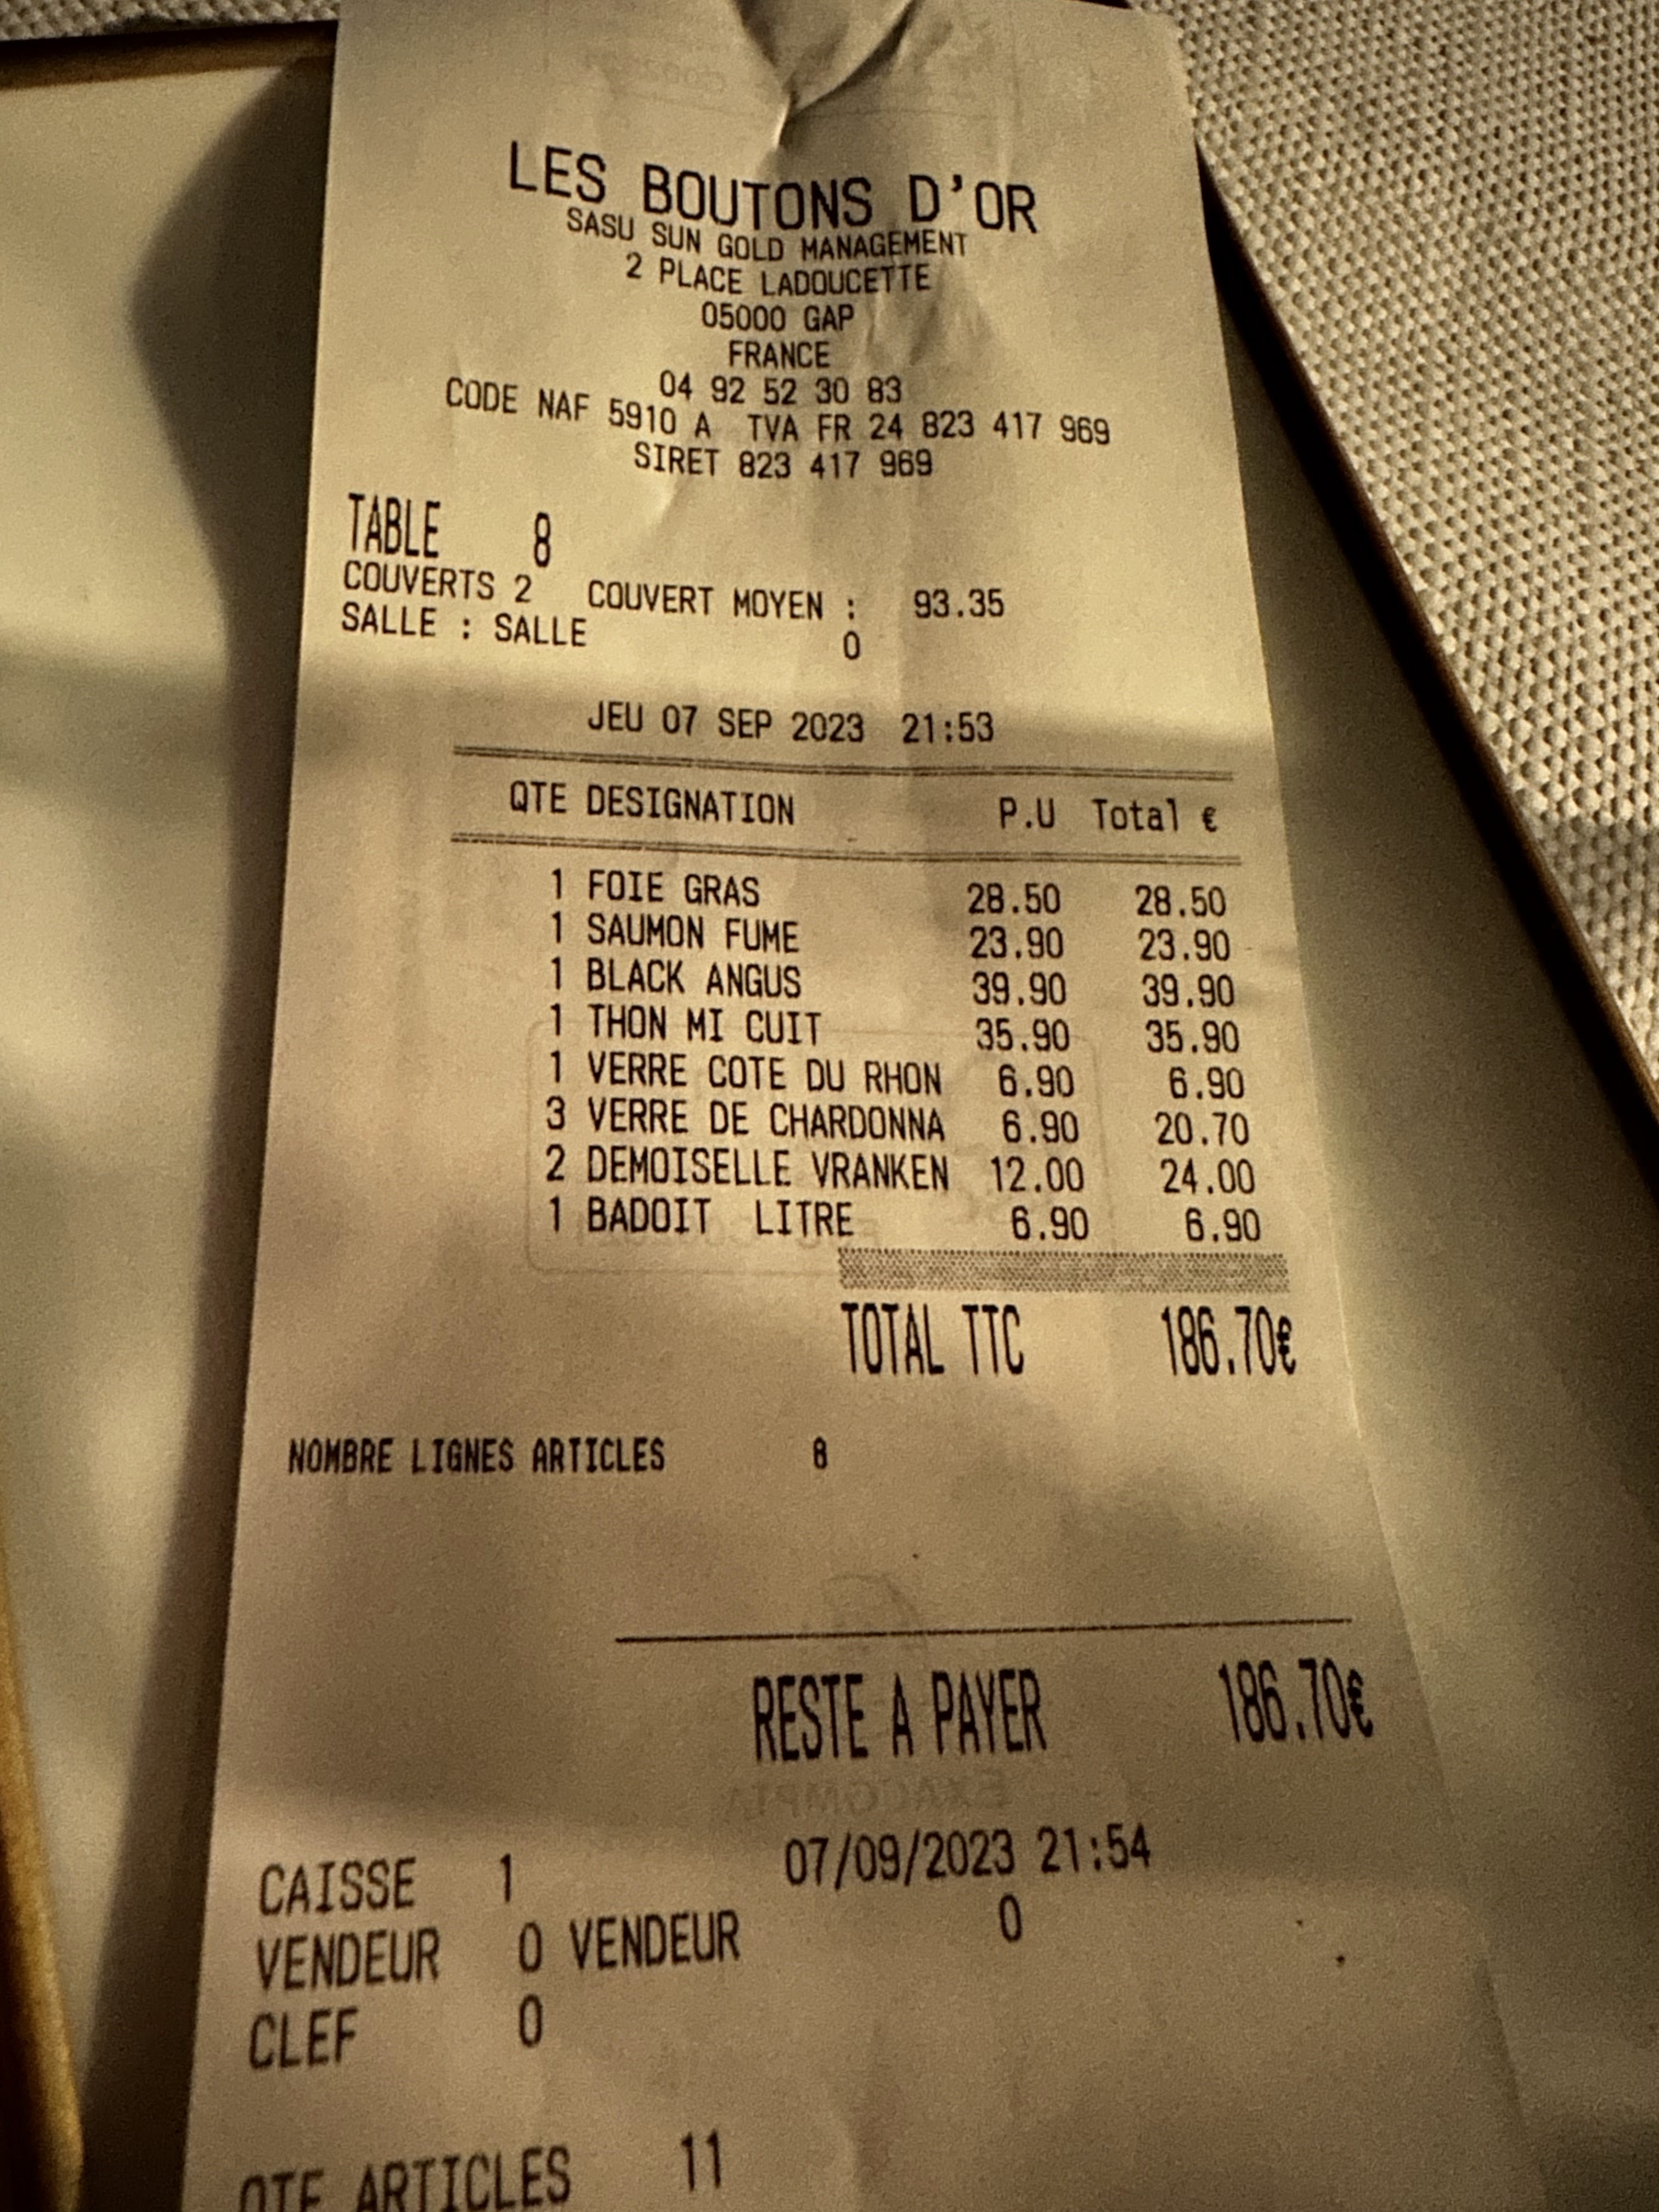 LES BOUTONS D'OR
SASU SUN GOLD MANAGEMENT
2 PLACE LADOUCETTE
05000 GAP
FRANCE
04 92 52 30 83
CODE NAF 5910 A TVA FR 24 823 417 969
SIRET 823 417 969
TABLE 8
COUVERTS 2 COUVERT MOYEN : 93.35
SALLE : SALLE 0
JEU 07 SEP 2023 21:53
QTE DESIGNATION P.U Total €
1 FOIE GRAS 28.50 28.50
1 SAUMON FUME 23.90 23.90
1 BLACK ANGUS 39.90 39.90
1 THON MI CUIT 35.90 35.90
1 VERRE COTE DU RHON 6.90 6.90
3 VERRE DE CHARDONNA 6.90 20.70
2 DEMOISELLE VRANKEN 12.00 24.00
1 BADOIT LITRE 6.90 6.90
TOTAL TTC 186.70€
NOMBRE LIGNES ARTICLES 8
RESTE A PAYER 186.70€
EXACOMPTA
CAISSE 1 07/09/2023 21:54
VENDEUR 0 VENDEUR 0
CLEF 0
QTE ARTICLES 11